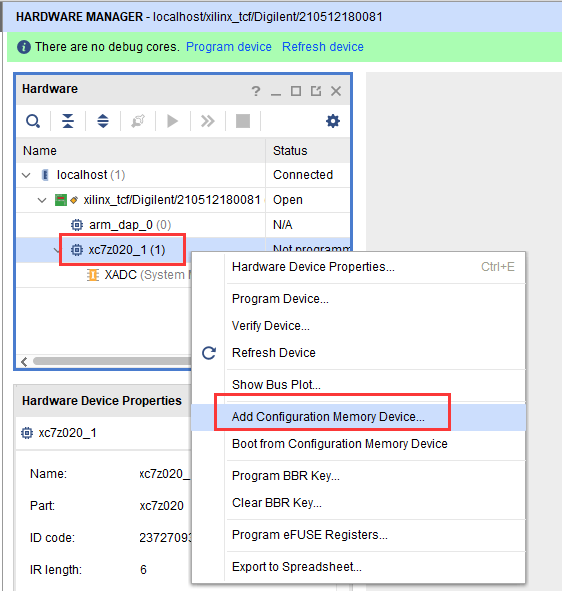 HARDWARE MANAGER - localhost/xilinx_tcf/Digilent/210512180081
There are no debug cores. Program device Refresh device
Hardware
Name Status
localhost (1) Connected
xilinx_tcf/Digilent/210512180081 Open
arm_dap_0 (0) N/A
xc7z020_1 (1) Not programm
XADC (System
Hardware Device Properties... Ctrl+E
Program Device...
Verify Device...
Refresh Device
Show Bus Plot...
Add Configuration Memory Device...
Boot from Configuration Memory Device
Program BBR Key...
Clear BBR Key...
Program eFUSE Registers...
Export to Spreadsheet...
Hardware Device Properties
xc7z020_1
Name: xc7z020_
Part: xc7z020
ID code: 23727093
IR length: 6